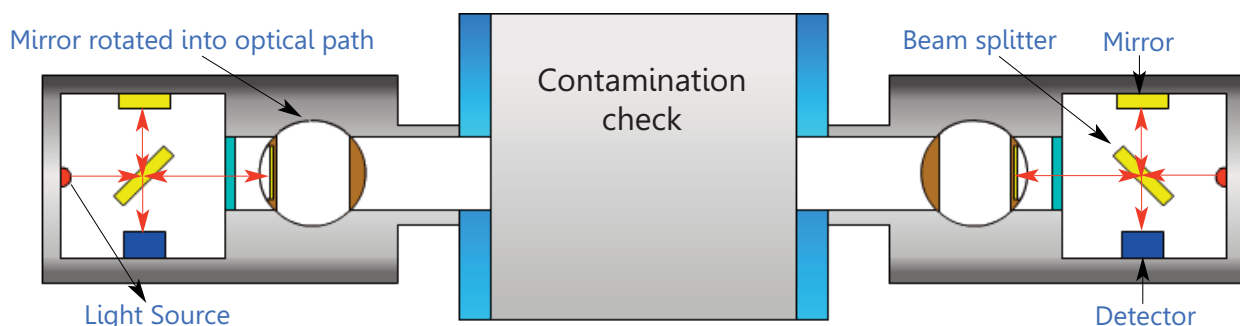 Mirror rotated into optical path
Contamination
check
Beam splitter
Mirror
Light Source
Detector